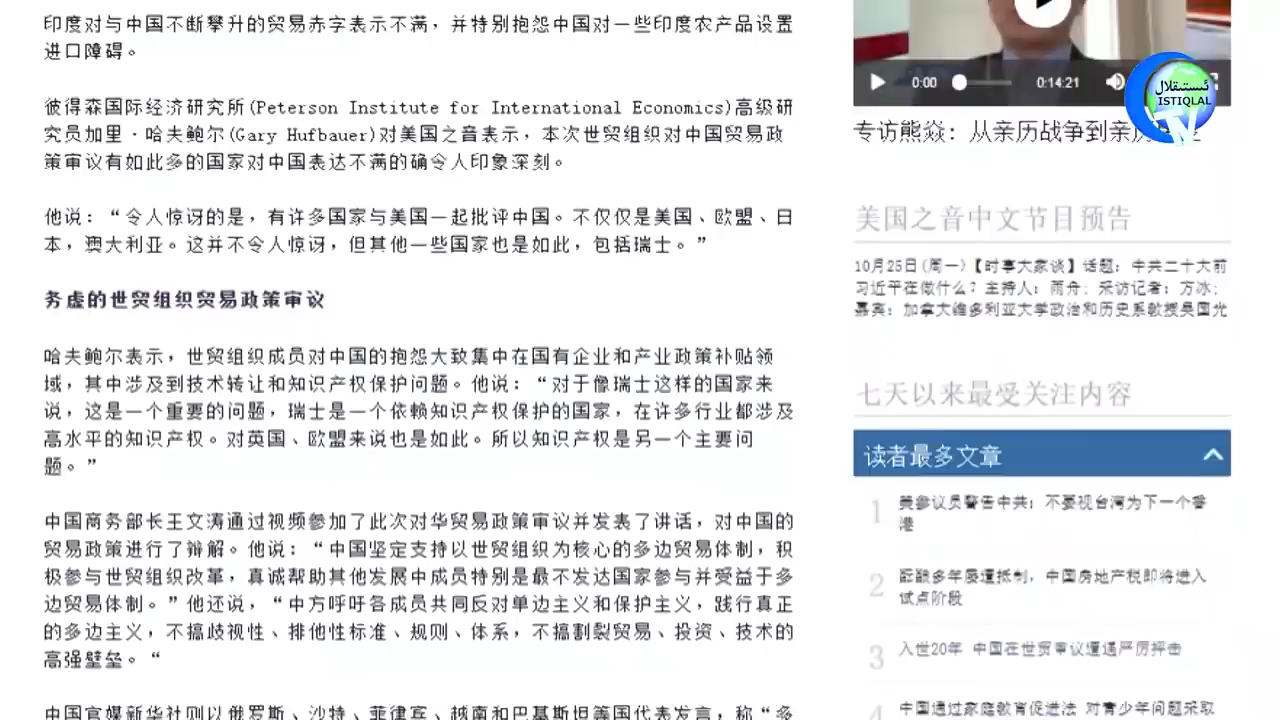 印度对与中国不断攀升的贸易赤字表示不满，并特别抱怨中国对一些印度农产品设置
进口障碍。
彼得森国际经济研究所(Peterson Institute for International Economics)高级研
究员加里·哈夫鲍尔(Gary Hufbauer)对美国之音表示，本次世贸组织对中国贸易政
策审议有如此多的国家对中国表达不满的确令人印象深刻。
他说：“令人惊讶的是，有许多国家与美国一起批评中国。不仅仅是美国、欧盟、日
本，澳大利亚。这并不令人惊讶，但其他一些国家也是如此，包括瑞士。”
务虚的世贸组织贸易政策审议
哈夫鲍尔表示，世贸组织成员对中国的抱怨大致集中在国有企业和产业政策补贴领
域，其中涉及到技术转让和知识产权保护问题。他说：“对于像瑞士这样的国家来
说，这是一个重要的问题，瑞士是一个依赖知识产权保护的国家，在许多行业都涉及
高水平的知识产权。对英国、欧盟来说也是如此。所以知识产权是另一个主要问
题。”
中国商务部长王文涛通过视频参加了此次对华贸易政策审议并发表了讲话，对中国的
贸易政策进行了辩解。他说：“中国坚定支持以世贸组织为核心的多边贸易体制，积
极参与世贸组织改革，真诚帮助其他发展中成员特别是最不发达国家参与并受益于多
边贸易体制。”他还说，“中方呼吁各成员共同反对单边主义和保护主义，践行真正
的多边主义，不搞歧视性、排他性标准、规则、体系，不搞割裂贸易、投资、技术的
高强壁垒。“
中国官媒新华社则以俄罗斯、沙特、菲律宾、越南和巴基斯坦等国代表发言，称“多
0:00 0:14:21
ئىستىقلال
ISTIQLAL
TV
专访熊焱：从亲历战争到亲历
美国之音中文节目预告
10月25日(周一)【时事大家谈】话题：中共二十大前
习近平在做什么？主持人：雨舟；采访记者：方冰；
嘉宾：加拿大维多利亚大学政治和历史系教授吴国光
七天以来最受关注内容
读者最多文章
1 美参议员警告中共：不要视台湾为下一个香
港
2 酝酿多年屡遭抵制，中国房地产税即将进入
试点阶段
3 入世20年 中国在世贸审议遭遇严厉抨击
4 中国通过家庭教育促进法 对青少年问题采取